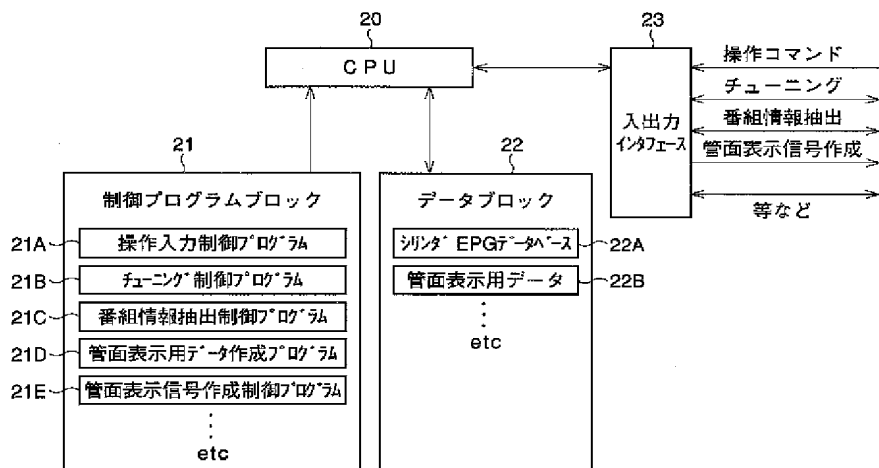 20
CPU
23
入出力
インタフェース
操作コマンド
チューニング
番組情報抽出
管面表示信号作成
等など
21
制御プログラムブロック
21A
操作入力制御プログラム
21B
チューニング制御プログラム
21C
番組情報抽出制御プログラム
21D
管面表示用データ作成プログラム
21E
管面表示信号作成制御プログラム
etc
22
データブロック
シリンダEPGデータベース
22A
管面表示用データ
22B
etc